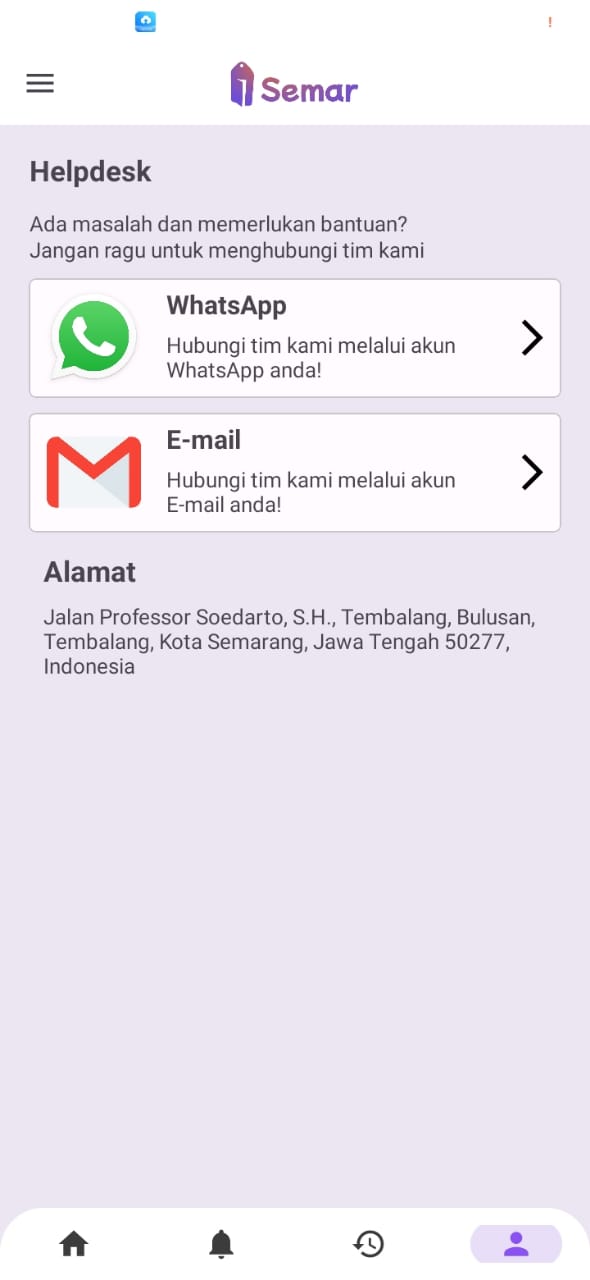 Semar
Helpdesk
Ada masalah dan memerlukan bantuan?
Jangan ragu untuk menghubungi tim kami
WhatsApp
Hubungi tim kami melalui akun
WhatsApp anda!
E-mail
Hubungi tim kami melalui akun
E-mail anda!
Alamat
Jalan Professor Soedarto, S.H., Tembalang, Bulusan,
Tembalang, Kota Semarang, Jawa Tengah 50277,
Indonesia